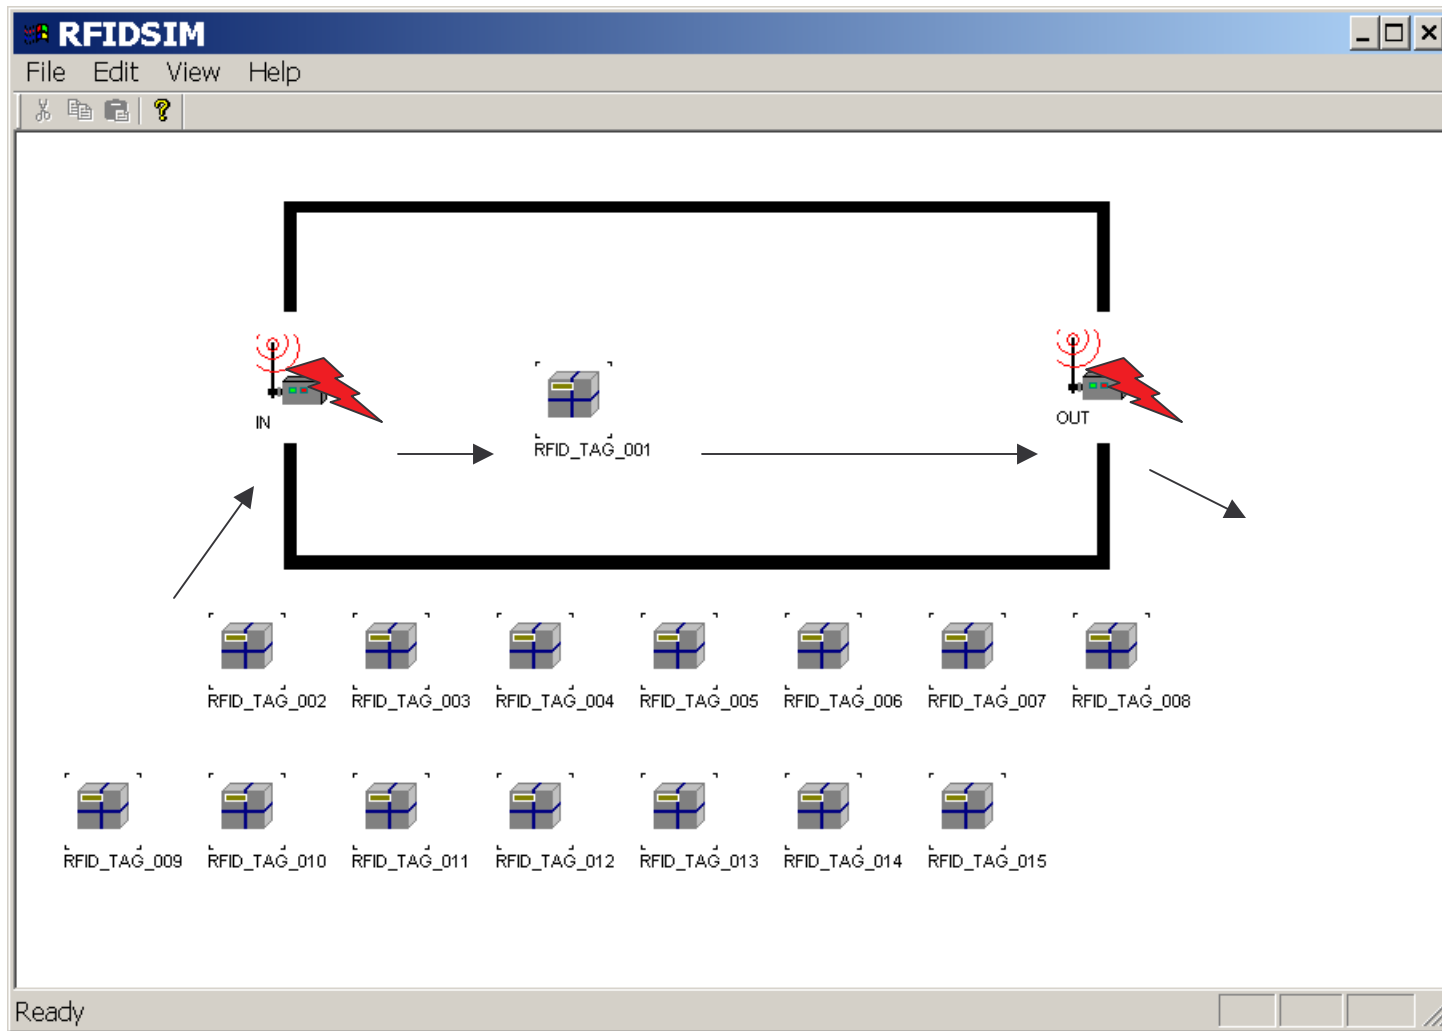 RFIDSIM
File Edit View Help
IN
OUT
RFID_TAG_001
RFID_TAG_002 RFID_TAG_003 RFID_TAG_004 RFID_TAG_005 RFID_TAG_006 RFID_TAG_007 RFID_TAG_008
RFID_TAG_009 RFID_TAG_010 RFID_TAG_011 RFID_TAG_012 RFID_TAG_013 RFID_TAG_014 RFID_TAG_015
Ready